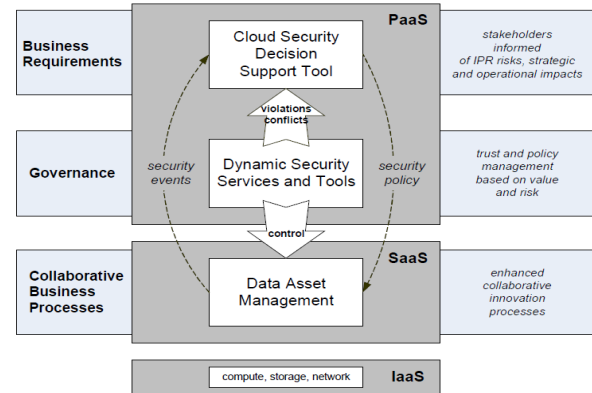 Business
Requirements
Cloud Security
Decision
Support Tool
PaaS
stakeholders
informed
of IPR risks, strategic
and operational impacts
violations
conflicts
Governance
security
events
Dynamic Security
Services and Tools
security
policy
trust and policy
management
based on value
and risk
control
Collaborative
Business
Processes
Data Asset
Management
SaaS
enhanced
collaborative
innovation
processes
compute, storage, network
IaaS